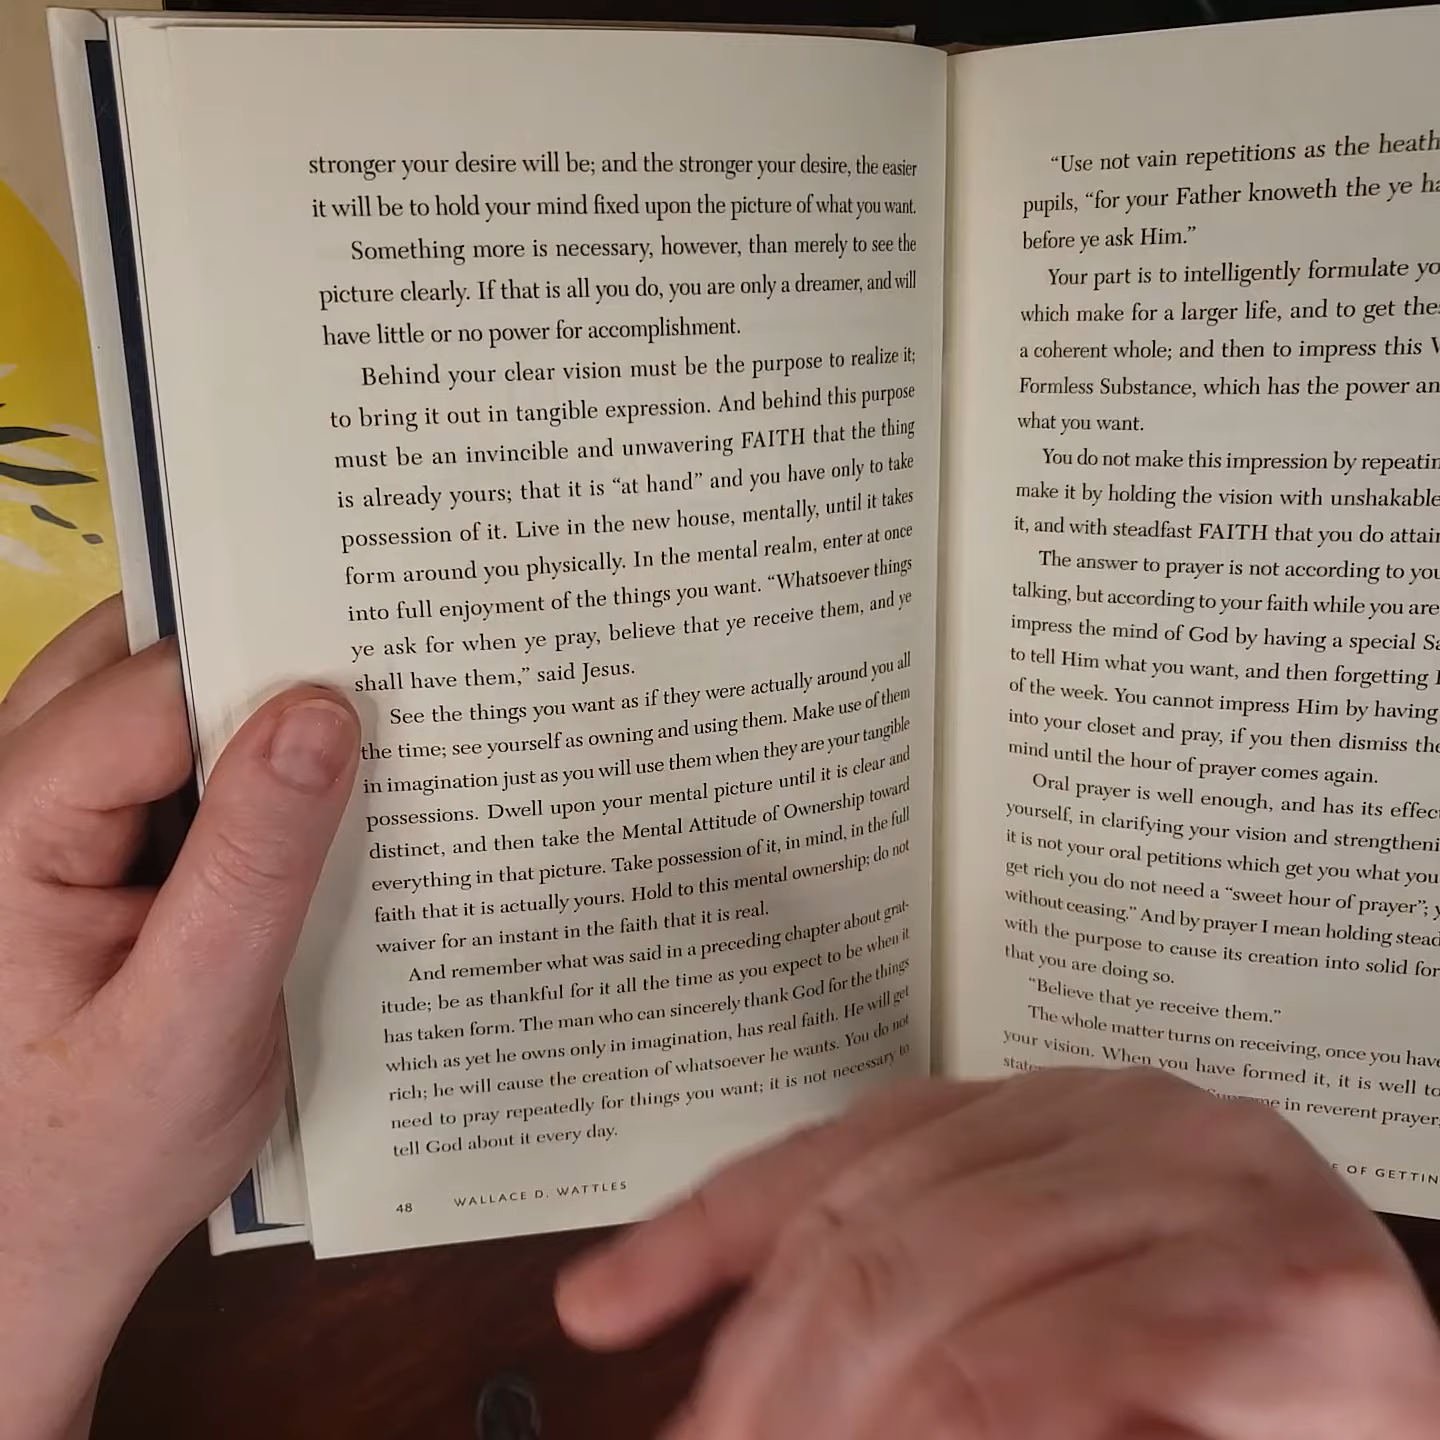 stronger your desire will be; and the stronger your desire, the easier
it will be to hold your mind fixed upon the picture of what you want.
Something more is necessary, however, than merely to see the
picture clearly. If that is all you do, you are only a dreamer, and will
have little or no power for accomplishment.
Behind your clear vision must be the purpose to realize it;
to bring it out in tangible expression. And behind this purpose
must be an invincible and unwavering FAITH that the thing
is already yours; that it is “at hand” and you have only to take
possession of it. Live in the new house, mentally, until it takes
form around you physically. In the mental realm, enter at once
into full enjoyment of the things you want. “Whatsoever things
ye ask for when ye pray, believe that ye receive them, and ye
shall have them,” said Jesus.
See the things you want as if they were actually around you all
the time; see yourself as owning and using them. Make use of them
in imagination just as you will use them when they are your tangible
possessions. Dwell upon your mental picture until it is clear and
distinct, and then take the Mental Attitude of Ownership toward
everything in that picture. Take possession of it, in mind, in the full
faith that it is actually yours. Hold to this mental ownership; do not
waiver for an instant in the faith that it is real.
And remember what was said in a preceding chapter about grat-
itude; be as thankful for it all the time as you expect to be when it
has taken form. The man who can sincerely thank God for the things
which as yet he owns only in imagination, has real faith. He will get
rich; he will cause the creation of whatsoever he wants. You do not
need to pray repeatedly for things you want; it is not necessary to
tell God about it every day.
48 WALLACE D. WATTLES
“Use not vain repetitions as the heath
pupils, “for your Father knoweth the ye ha
before ye ask Him.”
Your part is to intelligently formulate yo
which make for a larger life, and to get the
a coherent whole; and then to impress this
Formless Substance, which has the power an
what you want.
You do not make this impression by repeatin
make it by holding the vision with unshakable
it, and with steadfast FAITH that you do attain
The answer to prayer is not according to you
talking, but according to your faith while you are
impress the mind of God by having a special Sa
to tell Him what you want, and then forgetting
of the week. You cannot impress Him by having
into your closet and pray, if you then dismiss the
mind until the hour of prayer comes again.
Oral prayer is well enough, and has its effec
yourself, in clarifying your vision and strengtheni
it is not your oral petitions which get you what you
get rich you do not need a “sweet hour of prayer”; y
without ceasing.” And by prayer I mean holding stead
with the purpose to cause its creation into solid for
that you are doing so.
“Believe that ye receive them.”
The whole matter turns on receiving, once you have
your vision. When you have formed it, it is well to
in reverent prayer
OF GETTIN